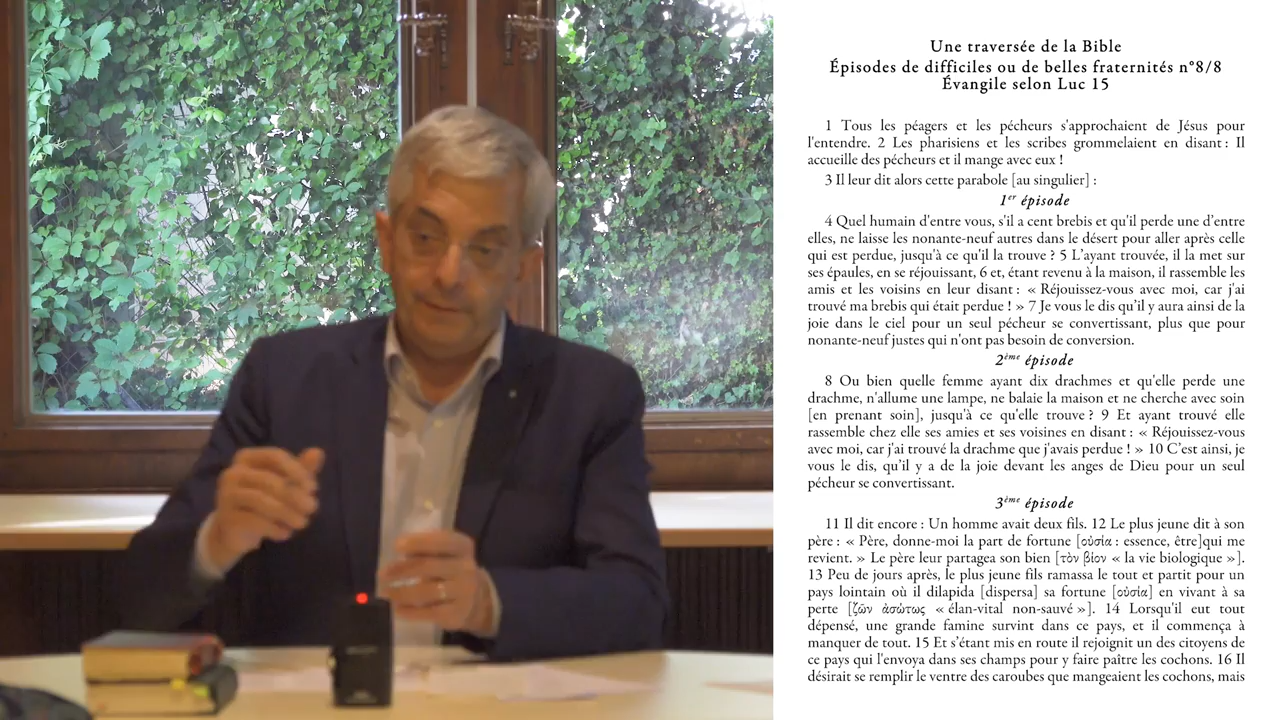 Une traversée de la Bible
Épisodes de difficiles ou de belles fraternités n°8/8
Évangile selon Luc 15
1 Tous les péagers et les pécheurs s'approchaient de Jésus pour
l'entendre. 2 Les pharisiens et les scribes grommelaient en disant : Il
accueille des pécheurs et il mange avec eux !
3 Il leur dit alors cette parabole [au singulier] :
1er épisode
4 Quel humain d'entre vous, s'il a cent brebis et qu'il perde une d’entre
elles, ne laisse les nonante-neuf autres dans le désert pour aller après celle
qui est perdue, jusqu'à ce qu'il la trouve ? 5 L’ayant trouvée, il la met sur
ses épaules, en se réjouissant, 6 et, étant revenu à la maison, il rassemble les
amis et les voisins en leur disant : « Réjouissez-vous avec moi, car j'ai
trouvé ma brebis qui était perdue ! » 7 Je vous le dis qu’il y aura ainsi de la
joie dans le ciel pour un seul pécheur se convertissant, plus que pour
nonante-neuf justes qui n'ont pas besoin de conversion.
2ème épisode
8 Ou bien quelle femme ayant dix drachmes et qu'elle perde une
drachme, n'allume une lampe, ne balaie la maison et ne cherche avec soin
[en prenant soin], jusqu'à ce qu'elle trouve ? 9 Et ayant trouvé elle
rassemble chez elle ses amies et ses voisines en disant : « Réjouissez-vous
avec moi, car j'ai trouvé la drachme que j'avais perdue ! » 10 C’est ainsi, je
vous le dis, qu’il y a de la joie devant les anges de Dieu pour un seul
pécheur se convertissant.
3ème épisode
11 Il dit encore : Un homme avait deux fils. 12 Le plus jeune dit à son
père : « Père, donne-moi la part de fortune [οὐσία : essence, être]qui me
revient. » Le père leur partagea son bien [τὸν βίον « la vie biologique »].
13 Peu de jours après, le plus jeune fils ramassa le tout et partit pour un
pays lointain où il dilapida [dispersa] sa fortune [οὐσία] en vivant à sa
perte [ζῶν ἀσώτως « élan-vital non-sauvé »]. 14 Lorsqu'il eut tout
dépensé, une grande famine survint dans ce pays, et il commença à
manquer de tout. 15 Et s’étant mis en route il rejoignit un des citoyens de
ce pays qui l'envoya dans ses champs pour y faire paître les cochons. 16 Il
désirait se remplir le ventre des caroubes que mangeaient les cochons, mais